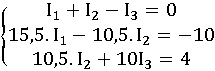 I₁ + I₂ − I₃ = 0
15,5. I₁ − 10,5. I₂ = −10
10,5. I₂ + 10I₃ = 4